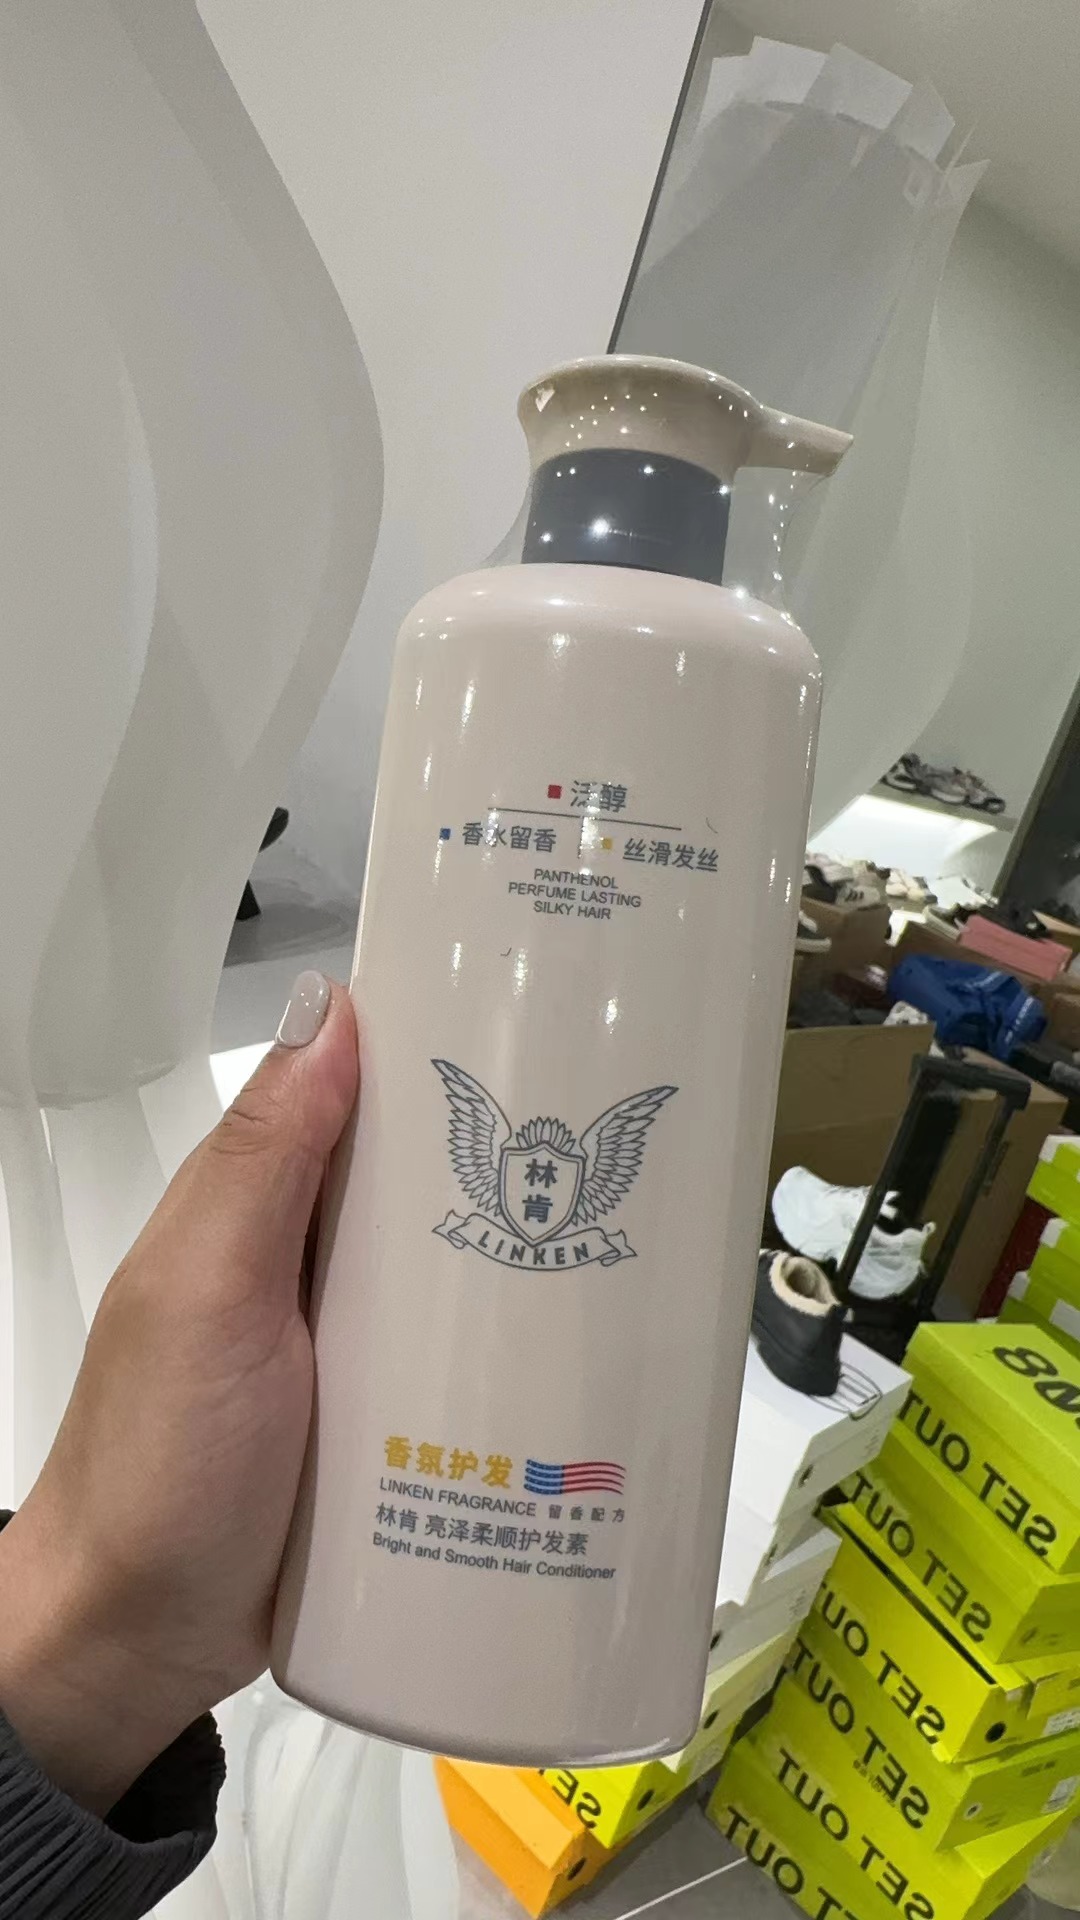 泛醇
香水留香 丝滑发丝
PANTHENOL
PERFUME LASTING
SILKY HAIR
林
肯
LINKEN
香氛护发
LINKEN FRAGRANCE 留香配方
林肯 亮泽柔顺护发素
Bright and Smooth Hair Conditioner
SET OUT
SET OUT
SET OUT
SET OUT
SET OUT
SET OUT